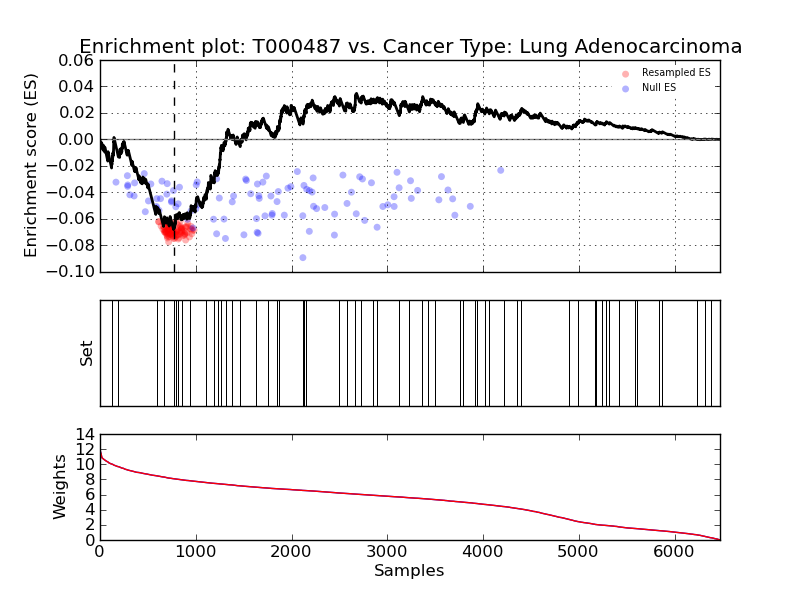 Enrichment plot: T000487 vs. Cancer Type: Lung Adenocarcinoma
Enrichment score (ES)
0.06
0.04
0.02
0.00
−0.02
−0.04
−0.06
−0.08
−0.10
Resampled ES
Null ES
Set
Weights
14
12
10
8
6
4
2
0
0 1000 2000 3000 4000 5000 6000
Samples